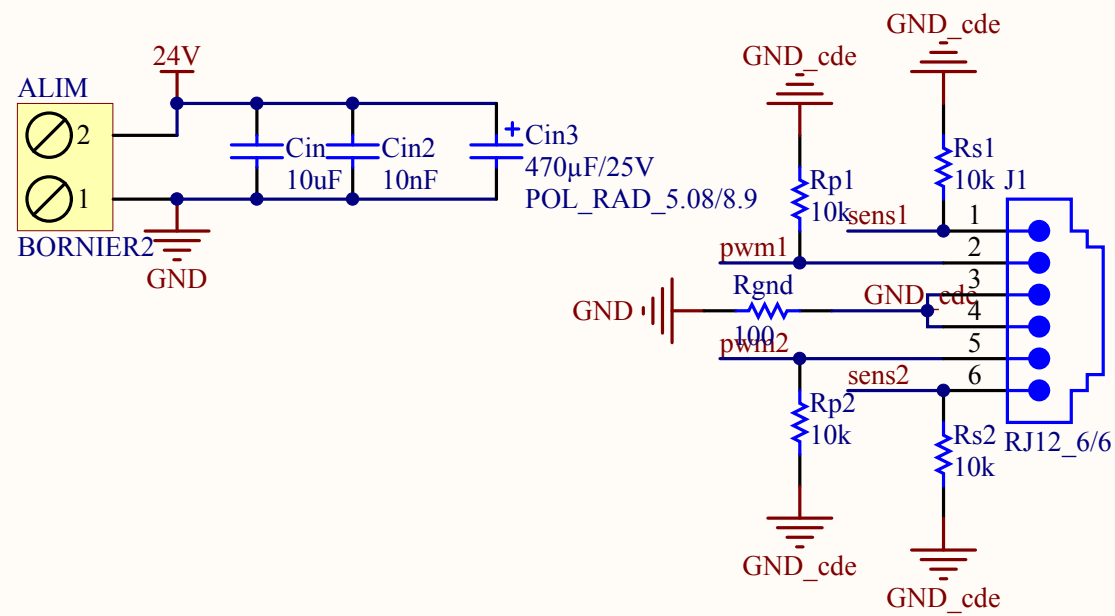 ALIM
2
1
BORNIER2
24V
GND
Cin
10uF
Cin2
10nF
+
Cin3
470µF/25V
POL_RAD_5.08/8.9
GND_cde
GND_cde
Rp1
10k
Rs1
10k
J1
sens1
1
pwm1
2
3
GND
Rgnd
100
GND_cde
4
pwm2
5
sens2
6
Rp2
10k
Rs2
10k
RJ12_6/6
GND_cde
GND_cde